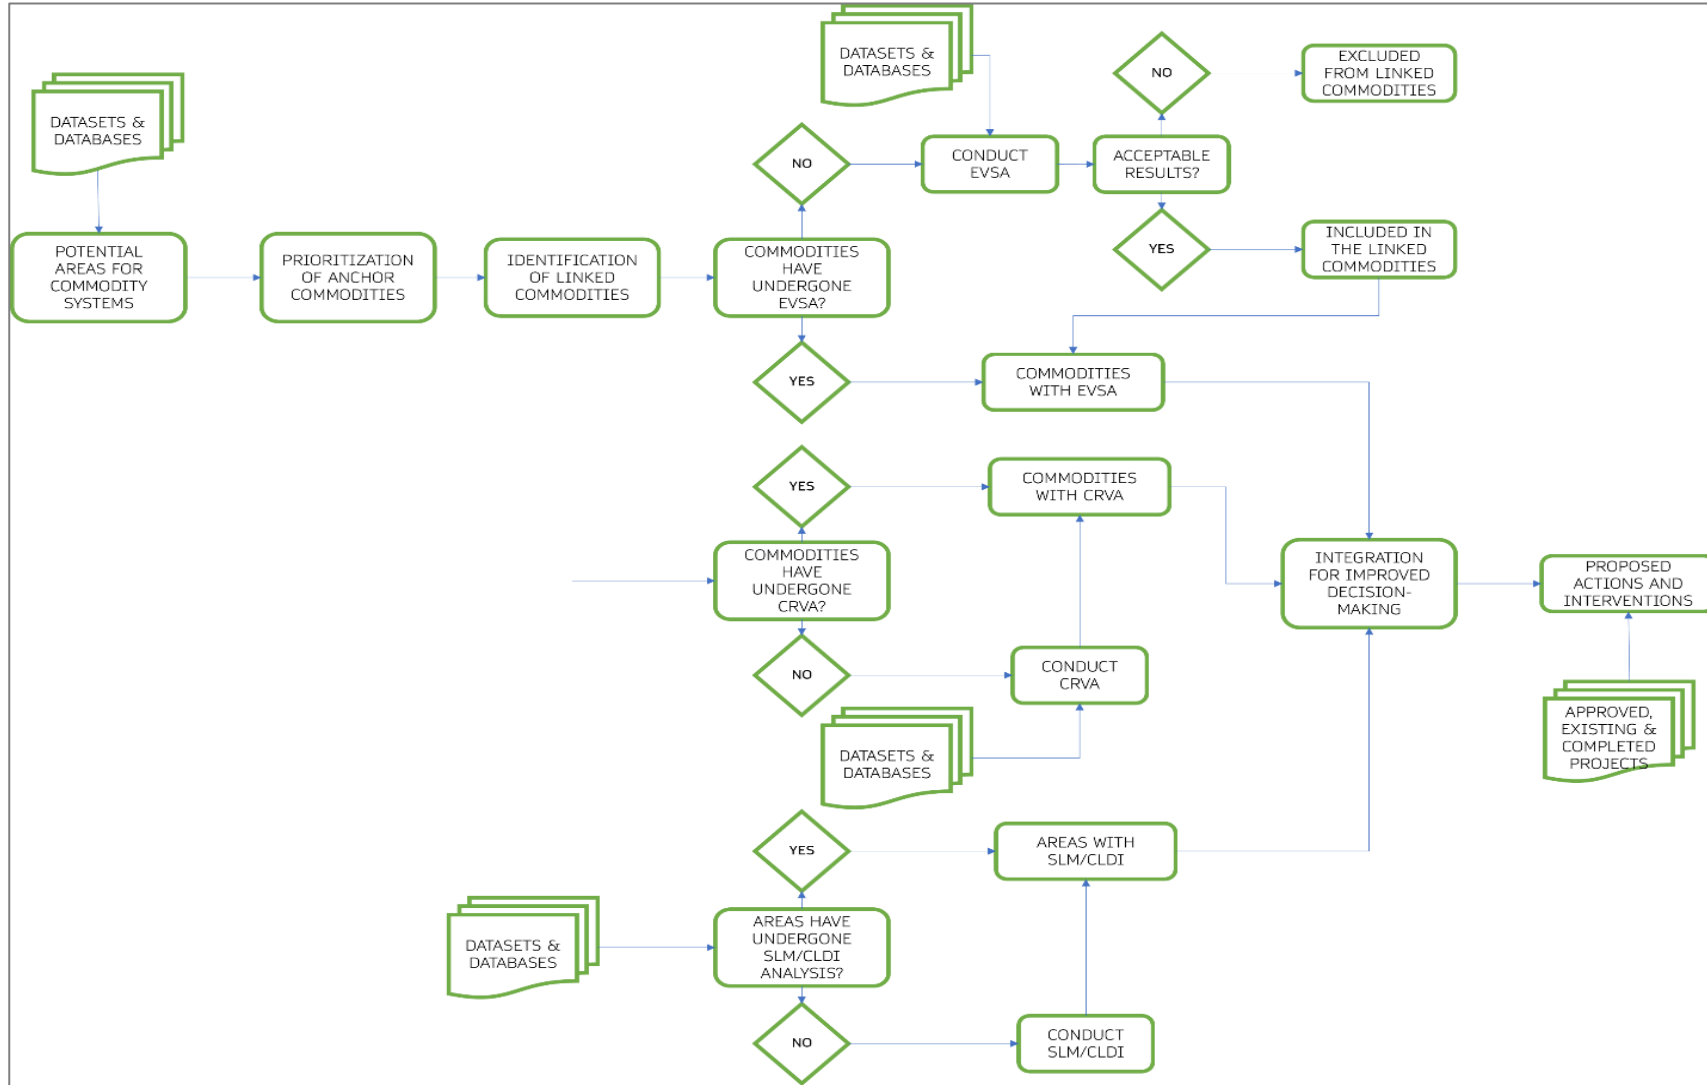 DATASETS &
DATABASES
POTENTIAL
AREAS FOR
COMMODITY
SYSTEMS
PRIORITIZATION
OF ANCHOR
COMMODITIES
IDENTIFICATION
OF LINKED
COMMODITIES
COMMODITIES
HAVE
UNDERGONE
EVSA?
NO
DATASETS &
DATABASES
CONDUCT
EVSA
ACCEPTABLE
RESULTS?
NO
EXCLUDED
FROM LINKED
COMMODITIES
YES
INCLUDED IN
THE LINKED
COMMODITIES
YES
COMMODITIES
WITH EVSA
YES
COMMODITIES
WITH CRVA
COMMODITIES
HAVE
UNDERGONE
CRVA?
NO
CONDUCT
CRVA
DATASETS &
DATABASES
INTEGRATION
FOR IMPROVED
DECISION-
MAKING
PROPOSED
ACTIONS AND
INTERVENTIONS
APPROVED,
EXISTING &
COMPLETED
PROJECTS
YES
AREAS WITH
SLM/CLDI
DATASETS &
DATABASES
AREAS HAVE
UNDERGONE
SLM/CLDI
ANALYSIS?
NO
CONDUCT
SLM/CLDI